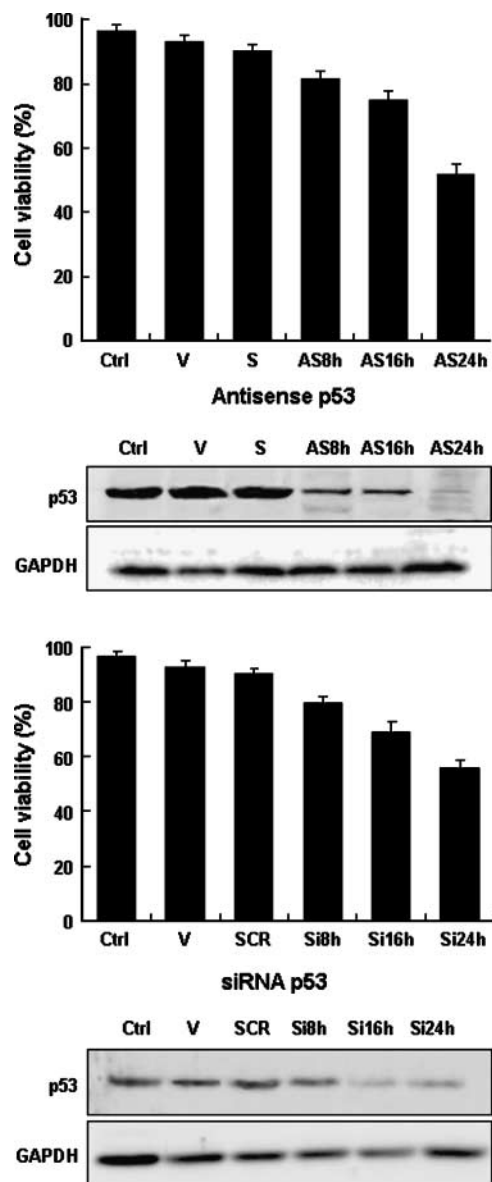 Cell viability (%)
100
80
60
40
20
0
Ctrl V S AS8h AS16h AS24h
Antisense p53
Ctrl V S AS8h AS16h AS24h
p53
GAPDH
Cell viability (%)
100
80
60
40
20
0
Ctrl V SCR Si8h Si16h Si24h
siRNA p53
Ctrl V SCR Si8h Si16h Si24h
p53
GAPDH